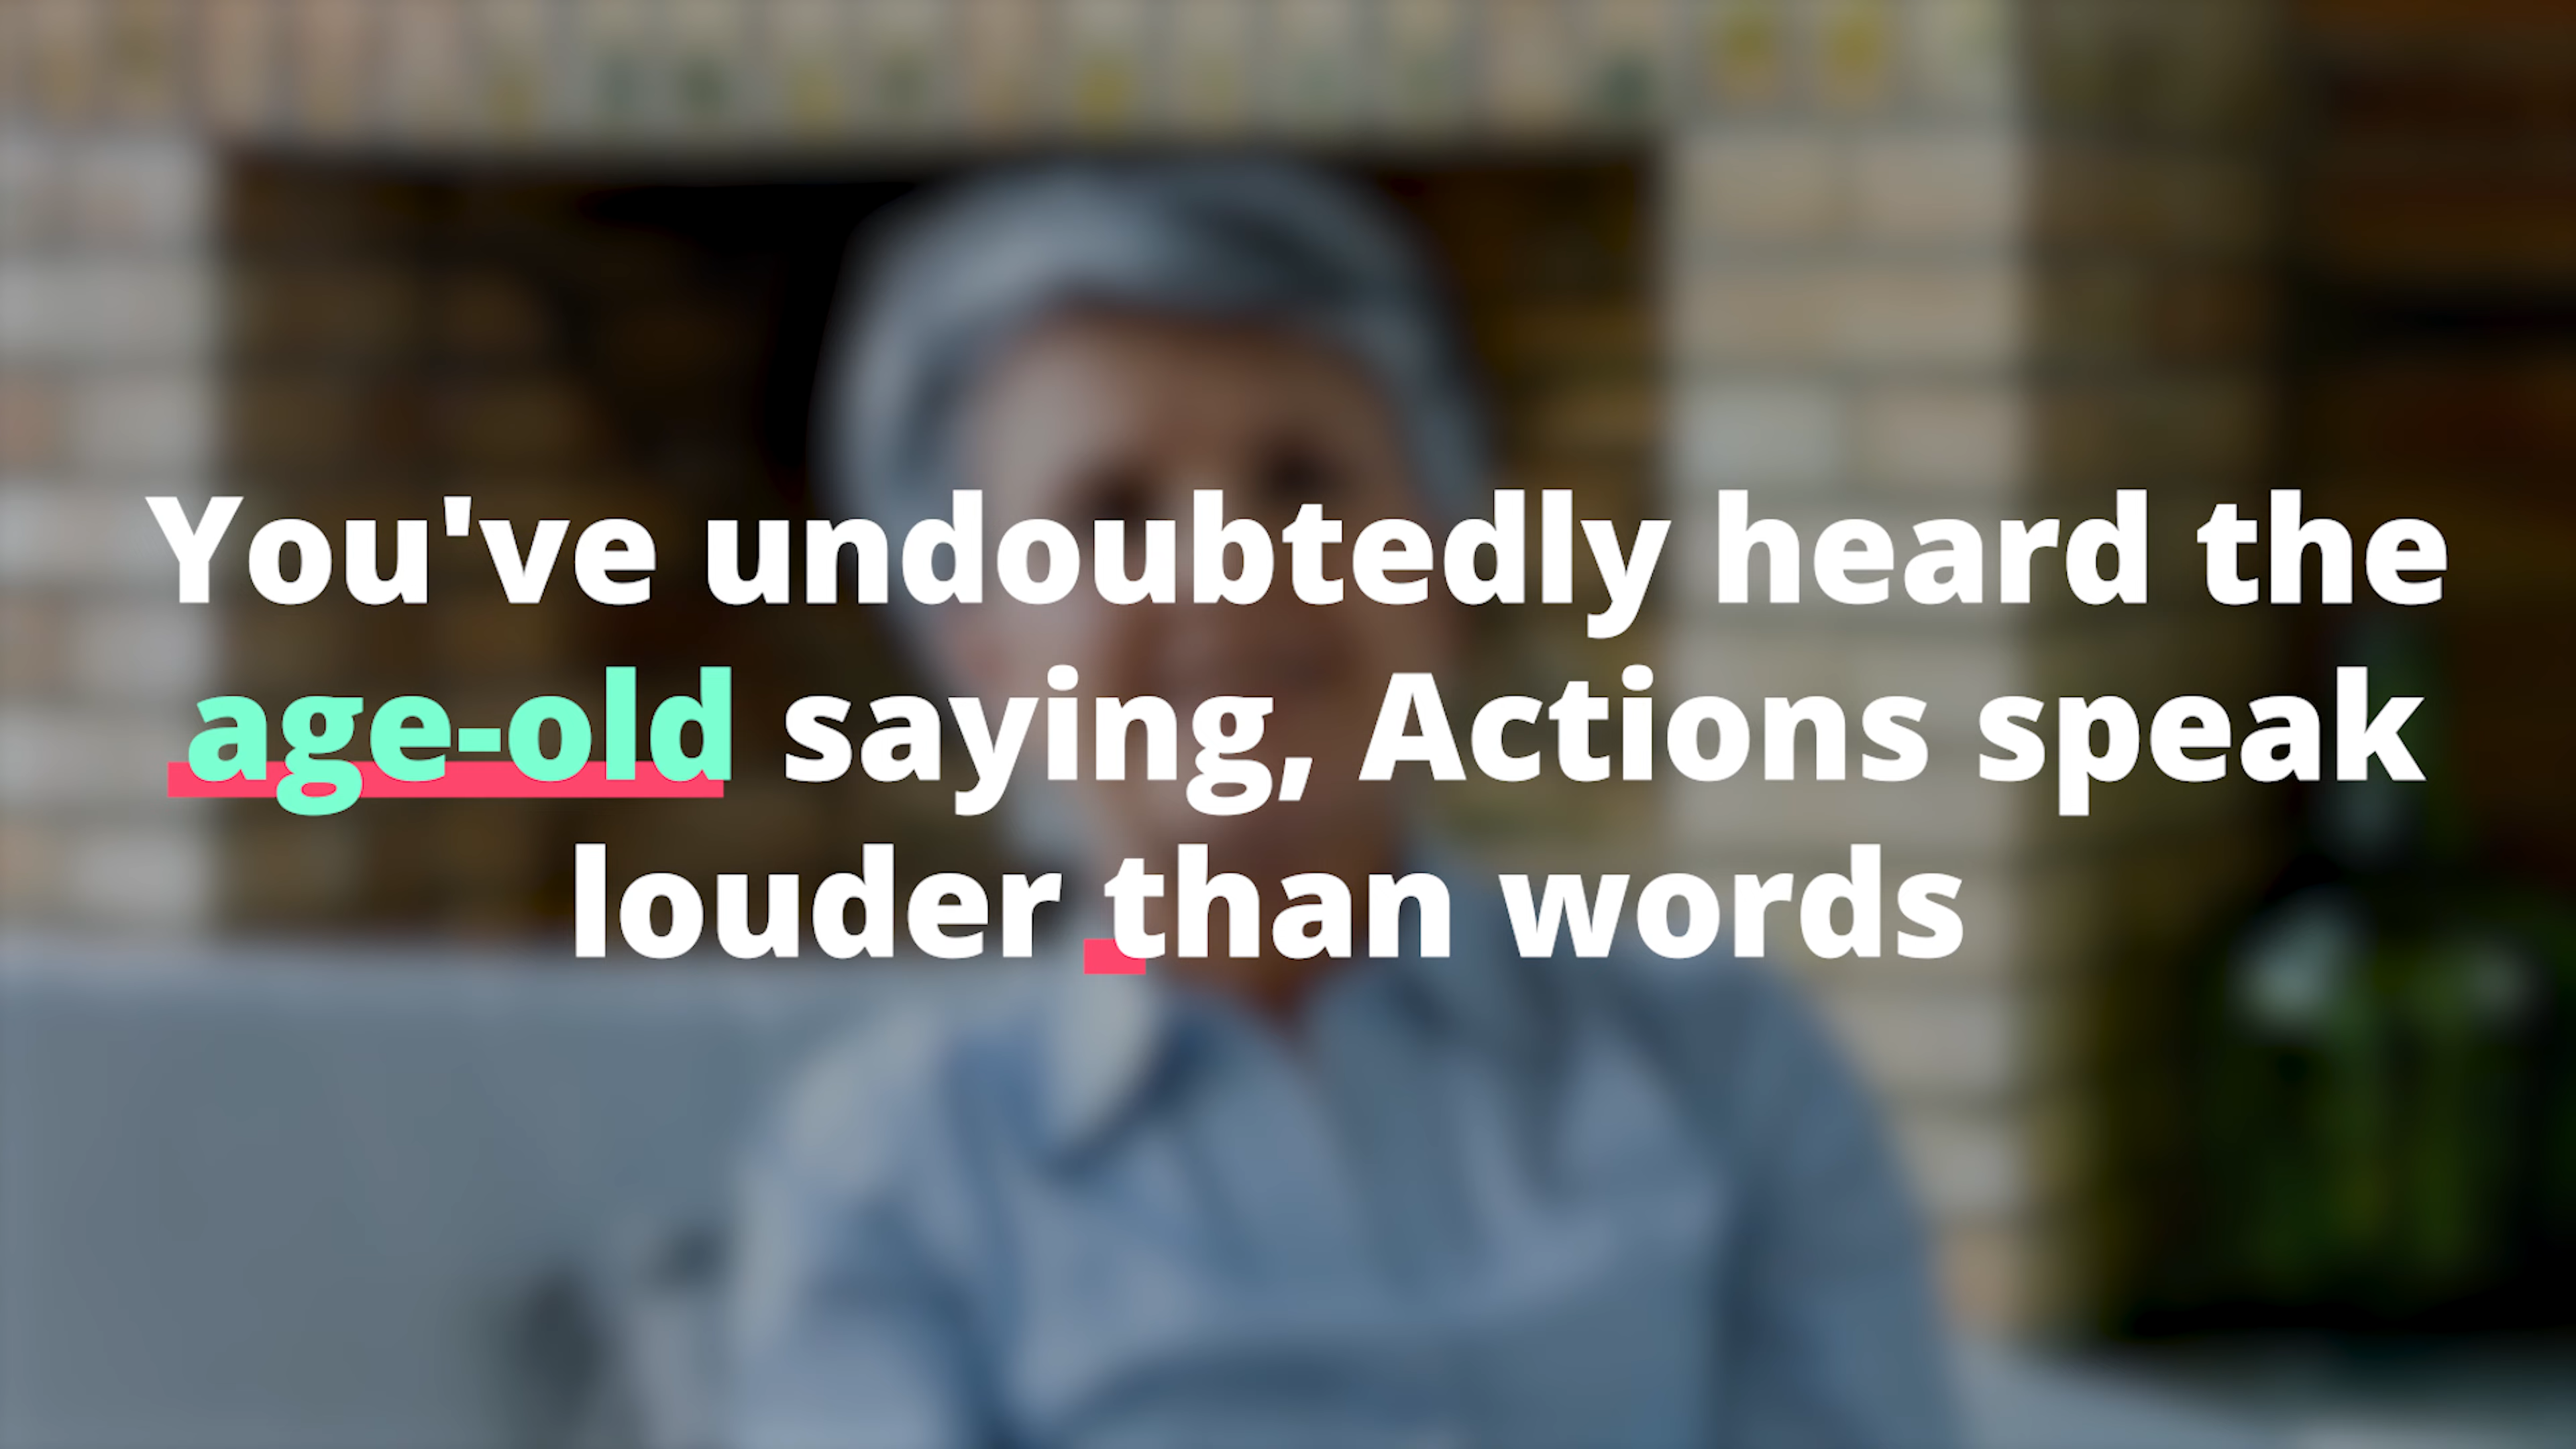 You've undoubtedly heard the
age-old saying, Actions speak
louder than words